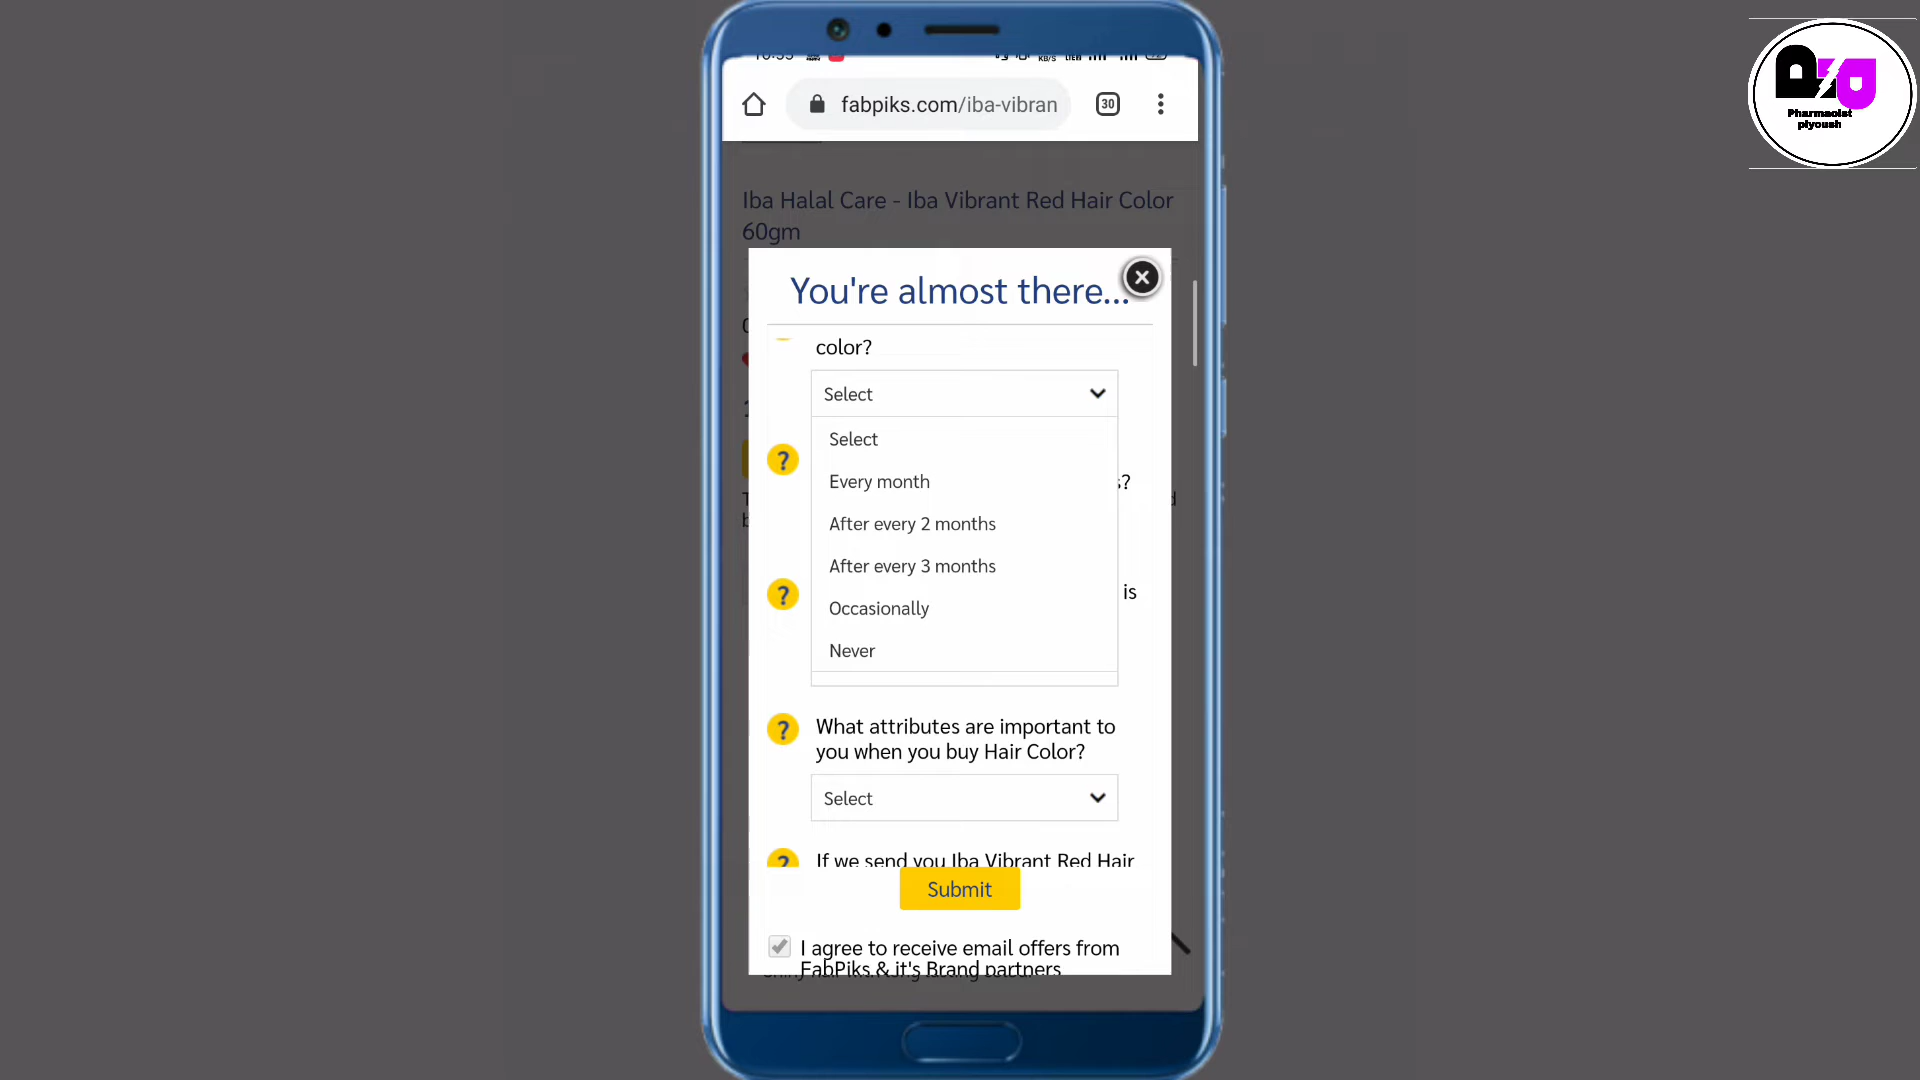 fabpiks.com/iba-vibran
30
Pharmacist
piyoush
Iba Halal Care - Iba Vibrant Red Hair Color
60gm
You're almost there...
color?
Select
Select
Every month
After every 2 months
After every 3 months
Occasionally
Never
is
What attributes are important to
you when you buy Hair Color?
Select
If we send you Iba Vibrant Red Hair
Submit
I agree to receive email offers from
FabPiks & it's Brand partners